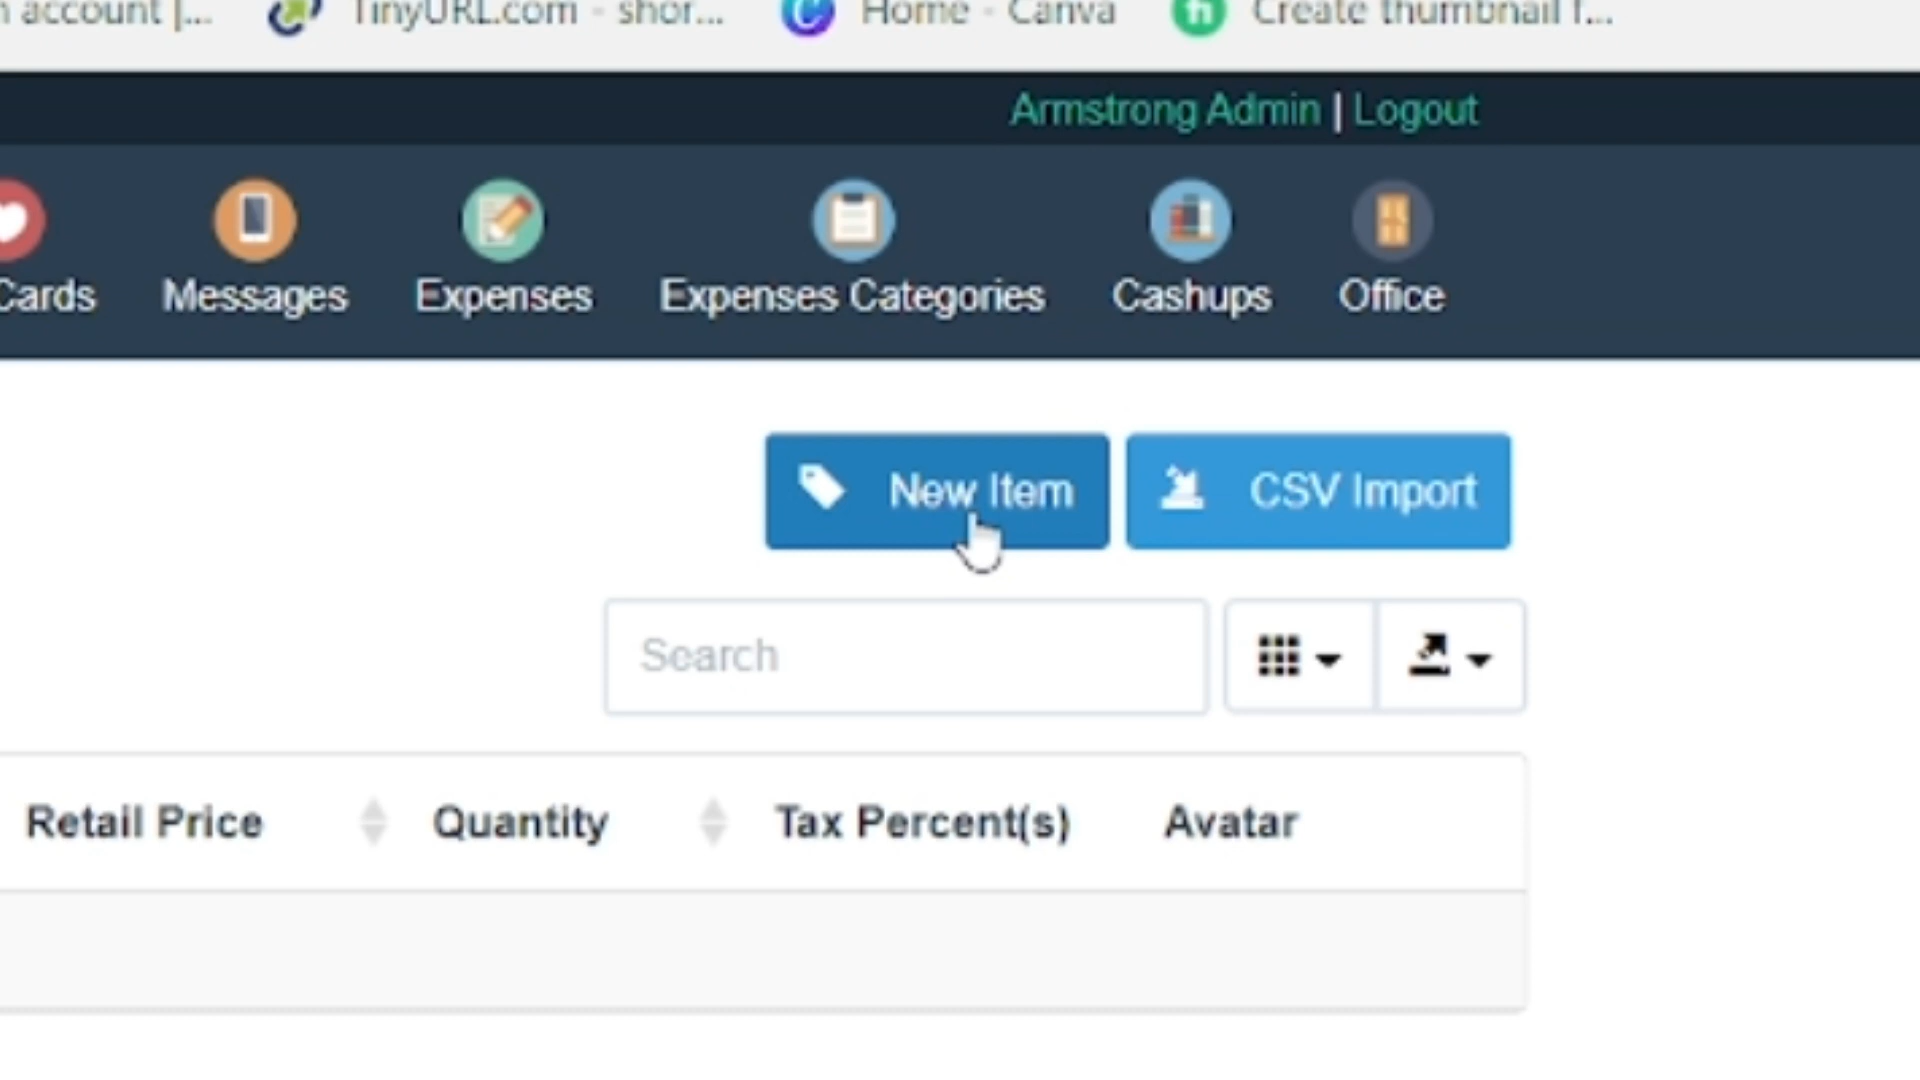 account |...
TinyURL.com - shor...
Home - Canva
Create thumbnail f...
Armstrong Admin | Logout
Cards
Messages
Expenses
Expenses Categories
Cashups
Office
New Item
CSV Import
Search
Retail Price
Quantity
Tax Percent(s)
Avatar